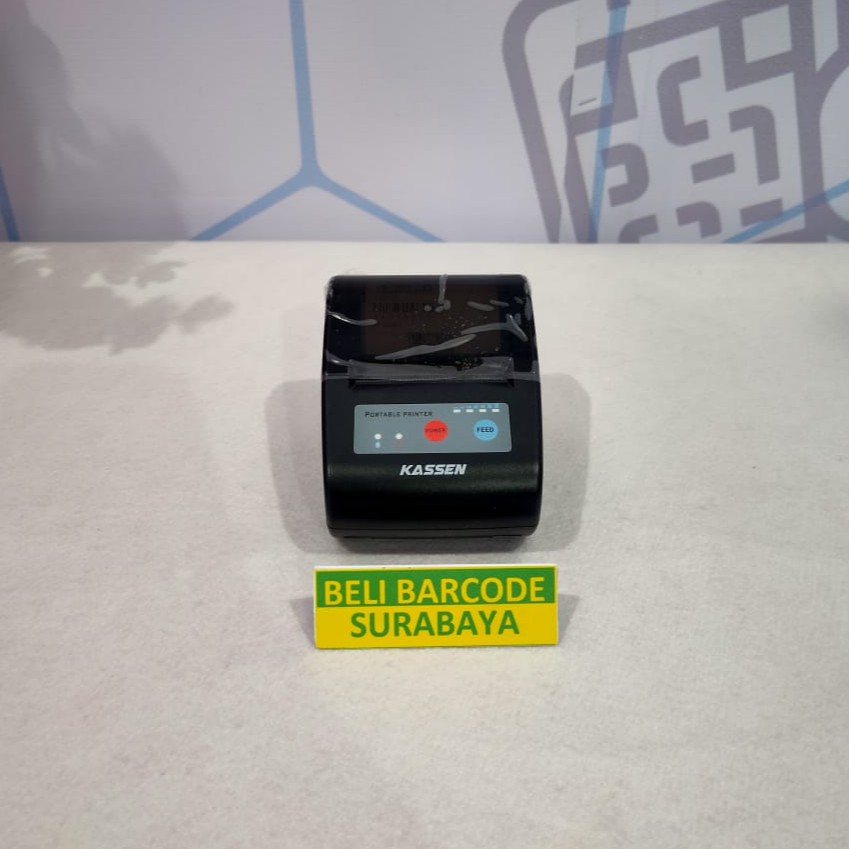 PORTABLE PRINTER
POWER
FEED
KASSEN
BELI BARCODE
SURABAYA